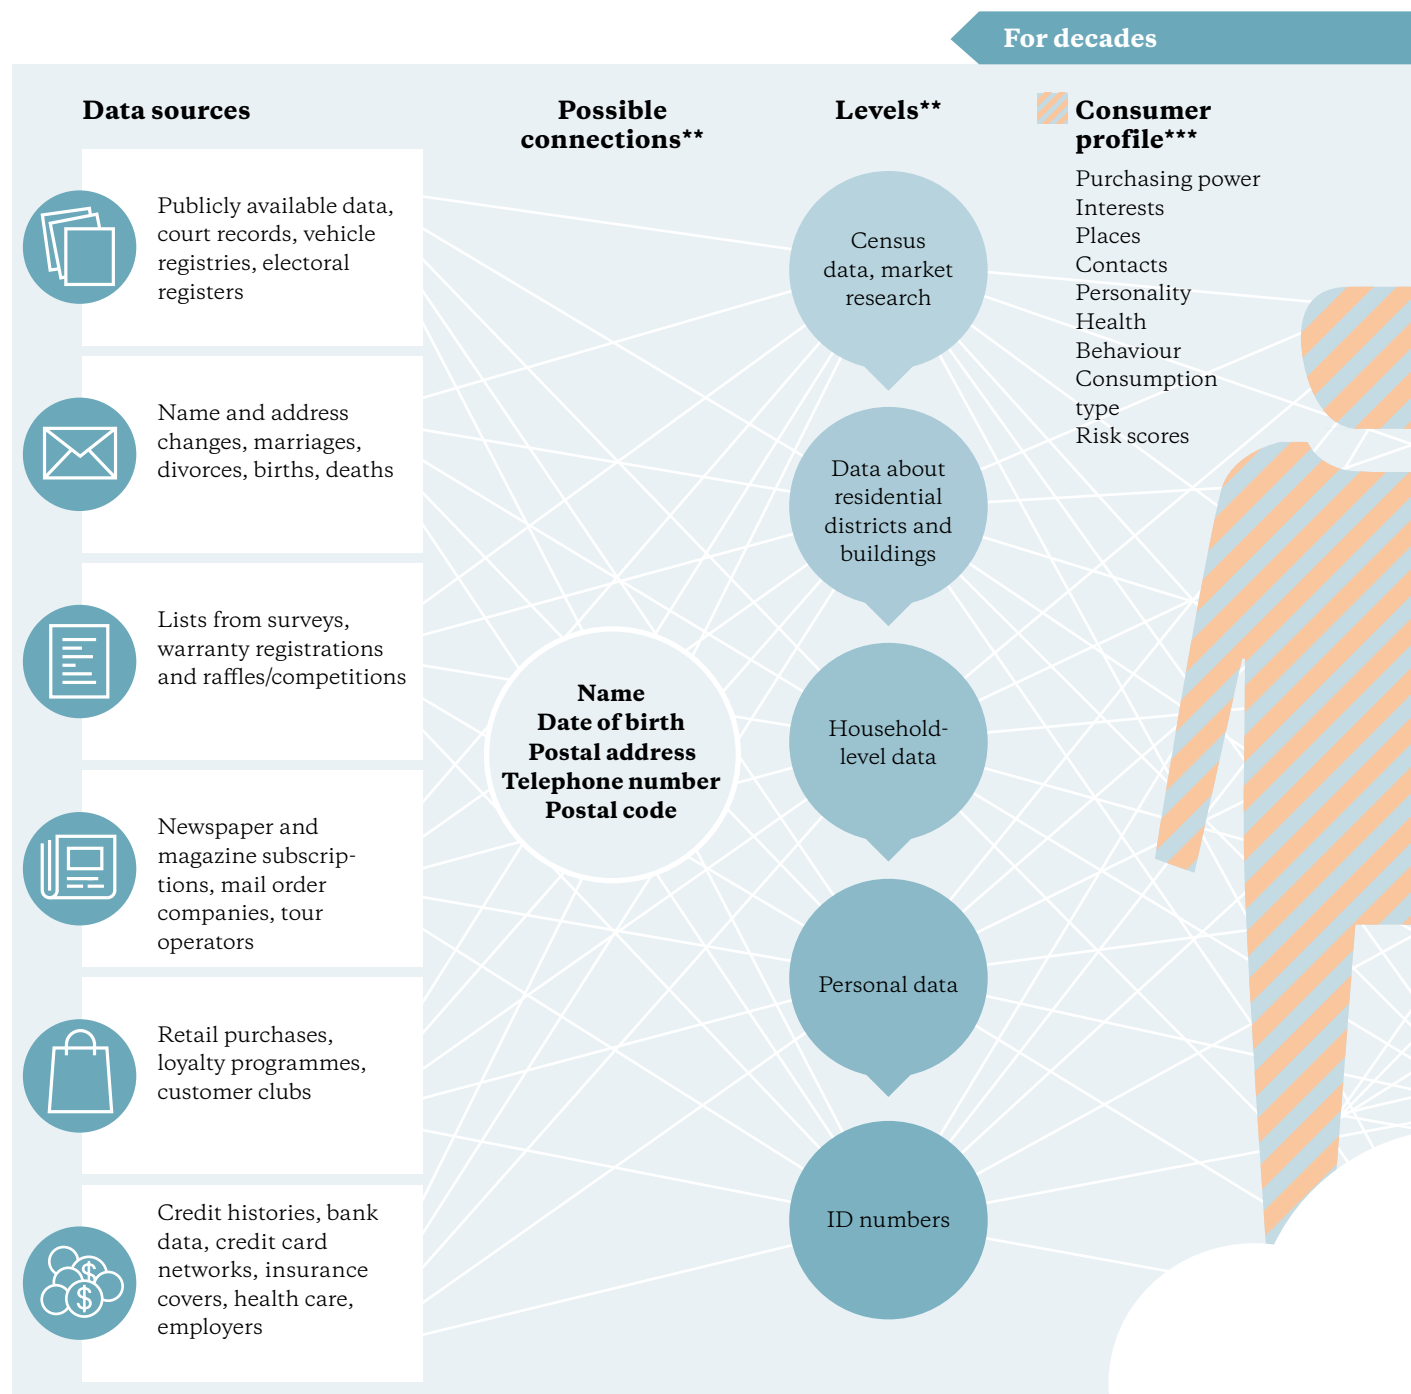 For decades
Data sources
Publicly available data,
court records, vehicle
registries, electoral
registers
Name and address
changes, marriages,
divorces, births, deaths
Lists from surveys,
warranty registrations
and raffles/competitions
Newspaper and
magazine subscrip-
tions, mail order
companies, tour
operators
Retail purchases,
loyalty programmes,
customer clubs
Credit histories, bank
data, credit card
networks, insurance
covers, health care,
employers
$
$
Possible
connections**
Name
Date of birth
Postal address
Telephone number
Postal code
Levels**
Census
data, market
research
Data about
residential
districts and
buildings
Household-
level data
Personal data
ID numbers
Consumer
profile***
Purchasing power
Interests
Places
Contacts
Personality
Health
Behaviour
Consumption
type
Risk scores